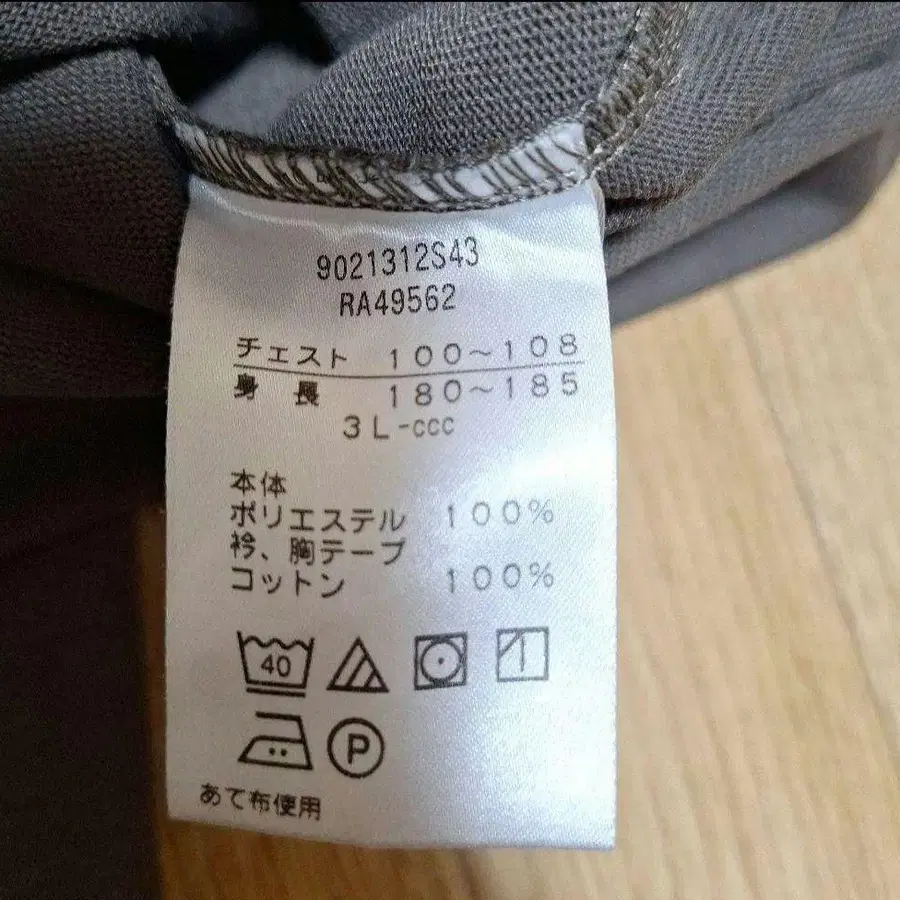 9021312S43
RA49562
チェスト 100~108
身長 180~185
3L-ccc
本体
ポリエステル 100%
衿、胸テープ
コットン 100%
40
P
あて布使用